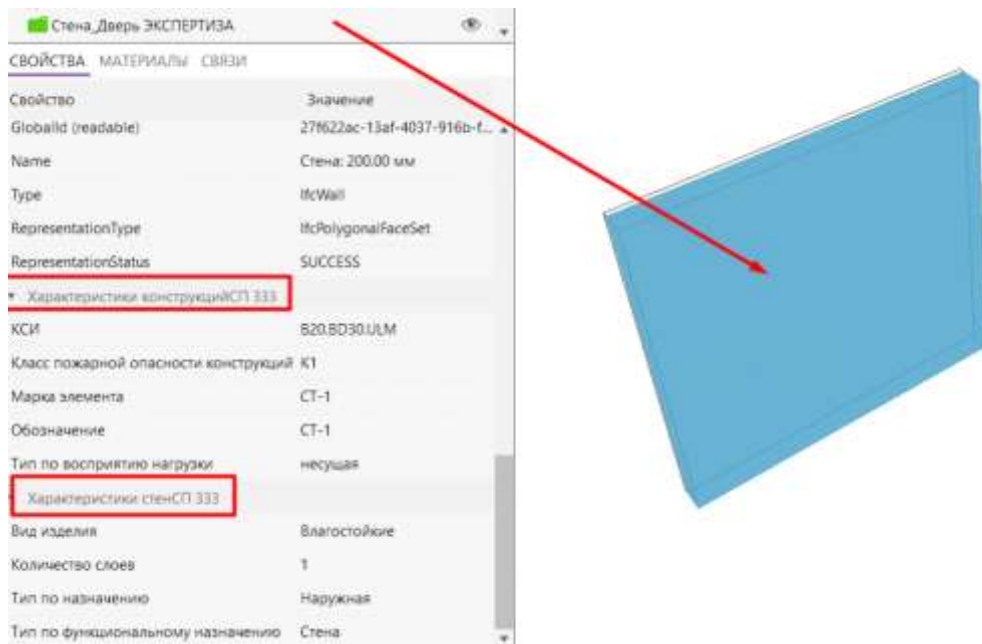 Стена_Дверь ЭКСПЕРТИЗА
СВОЙСТВА МАТЕРИАЛЫ СВЯЗИ
Свойство Значение
GlobalId (readable) 27f622ac-13af-4037-916b-f...
Name Стена: 200.00 мм
Type IfcWall
RepresentationType IfcPolygonalFaceSet
RepresentationStatus SUCCESS
Характеристики конструкцийСП 333
КСИ B20.BD30.ULM
Класс пожарной опасности конструкций К1
Марка элемента СТ-1
Обозначение СТ-1
Тип по восприятию нагрузки несущая
Характеристики стенСП 333
Вид изделия Влагостойкие
Количество слоев 1
Тип по назначению Наружная
Тип по функциональному назначению Стена